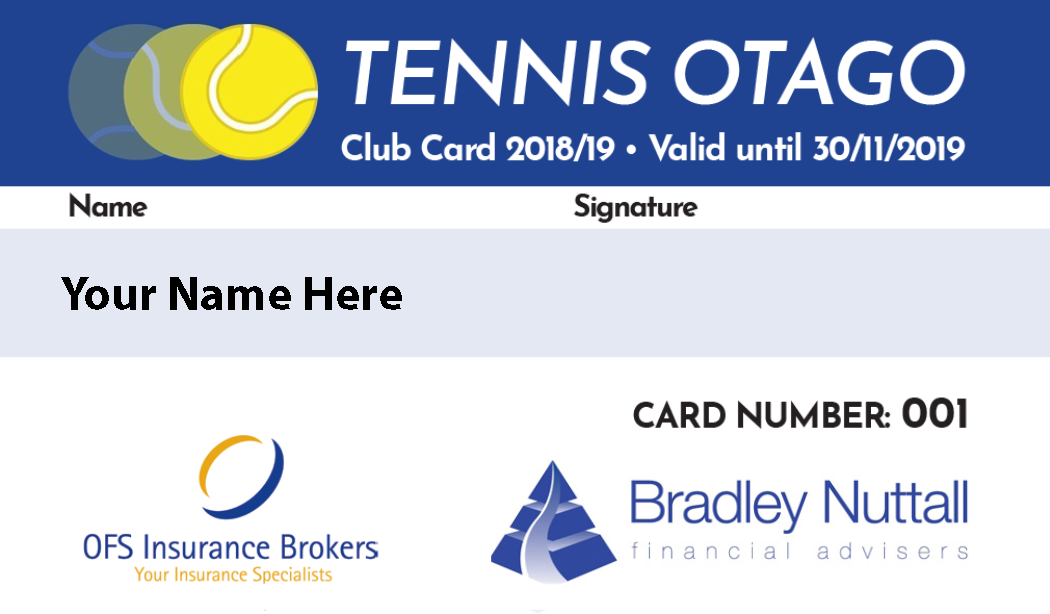 TENNIS OTAGO
Club Card 2018/19 • Valid until 30/11/2019
Name Signature
Your Name Here
CARD NUMBER: 001
OFS Insurance Brokers
Your Insurance Specialists
Bradley Nuttall
financial advisers